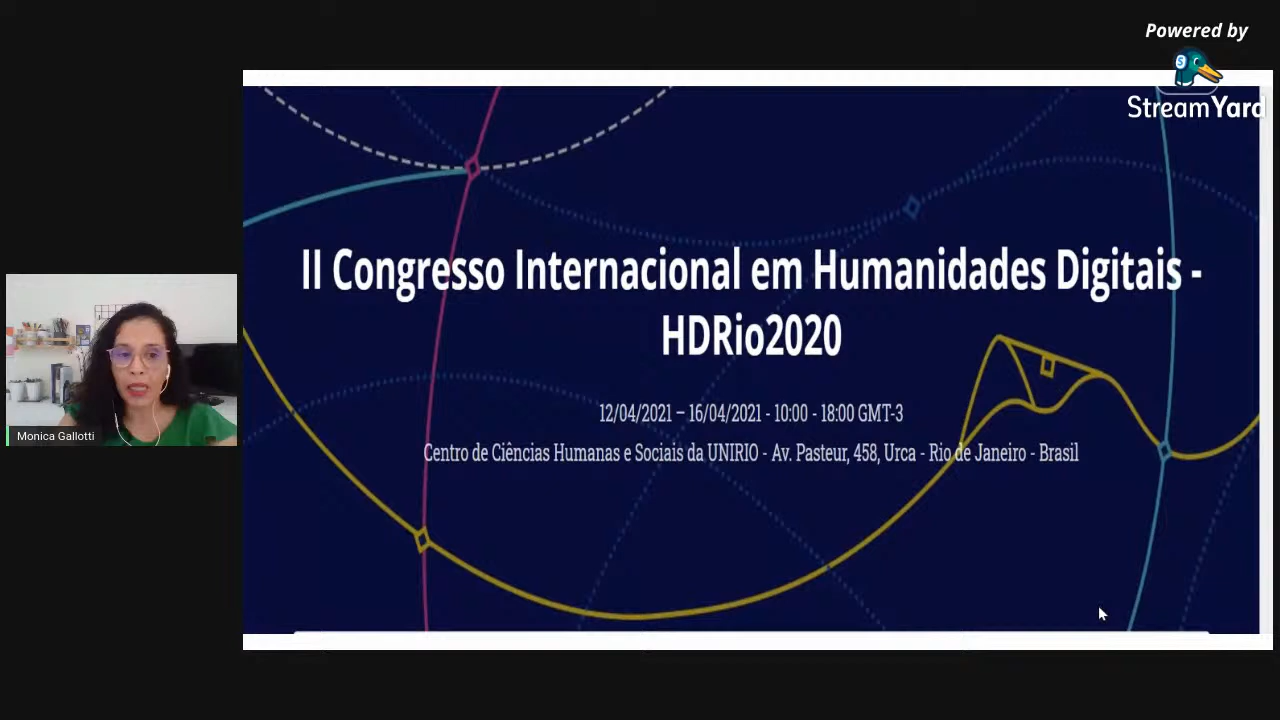 Powered by
StreamYard
II Congresso Internacional em Humanidades Digitais -
HDRio2020
12/04/2021 – 16/04/2021 - 10:00 - 18:00 GMT-3
Centro de Ciências Humanas e Sociais da UNIRIO - Av. Pasteur, 458, Urca - Rio de Janeiro - Brasil
Monica Gallotti